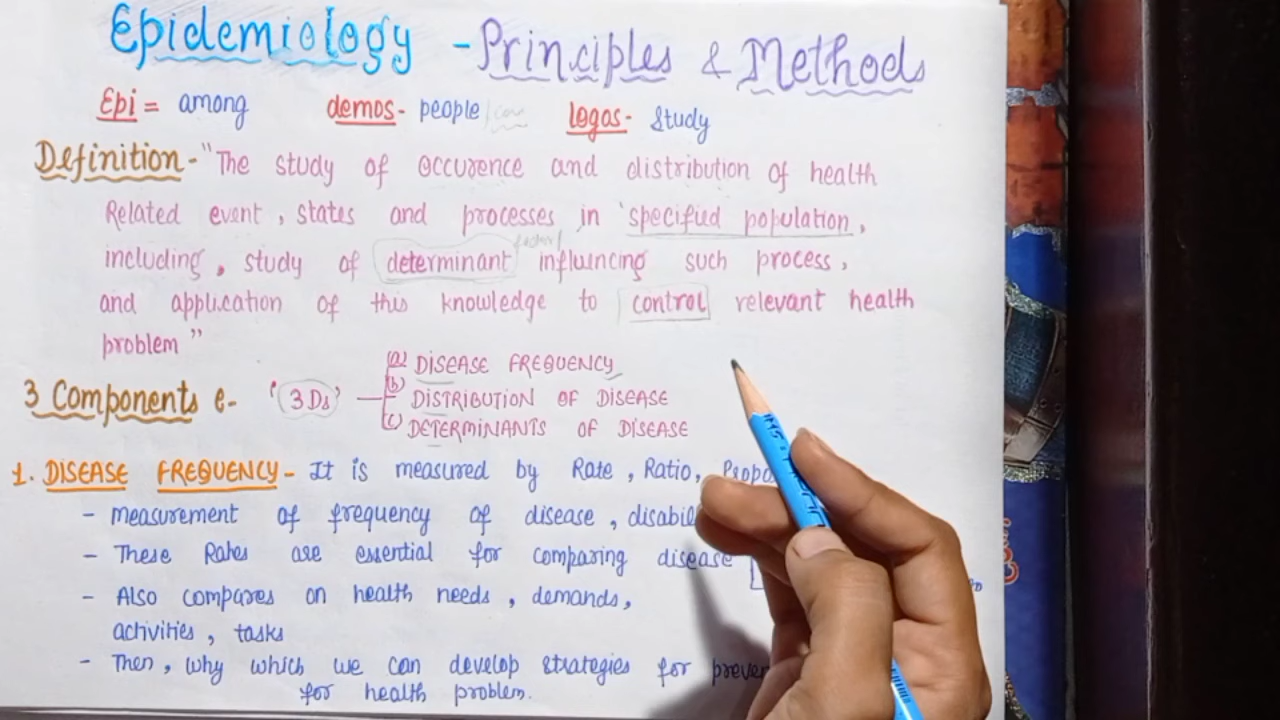 Epidemiology - Principles & Methods
Epi = among demos - people logos - study
Definition - "The study of occurence and distribution of health
Related event, states and processes in 'specified population,
including, study of determinant influencing such process,
and application of this knowledge to control relevant health
problem"
3 Components e- '3Ds' (a) DISEASE FREQUENCY
(b) DISTRIBUTION OF DISEASE
(c) DETERMINANTS OF DISEASE
1. DISEASE FREQUENCY - It is measured by Rate, Ratio,
- Measurement of frequency of disease,
- These Rates are essential for comparing disease
- Also compares on health needs, demands,
activities, tasks
- Then, why which we can develop strategies for
for health problem.